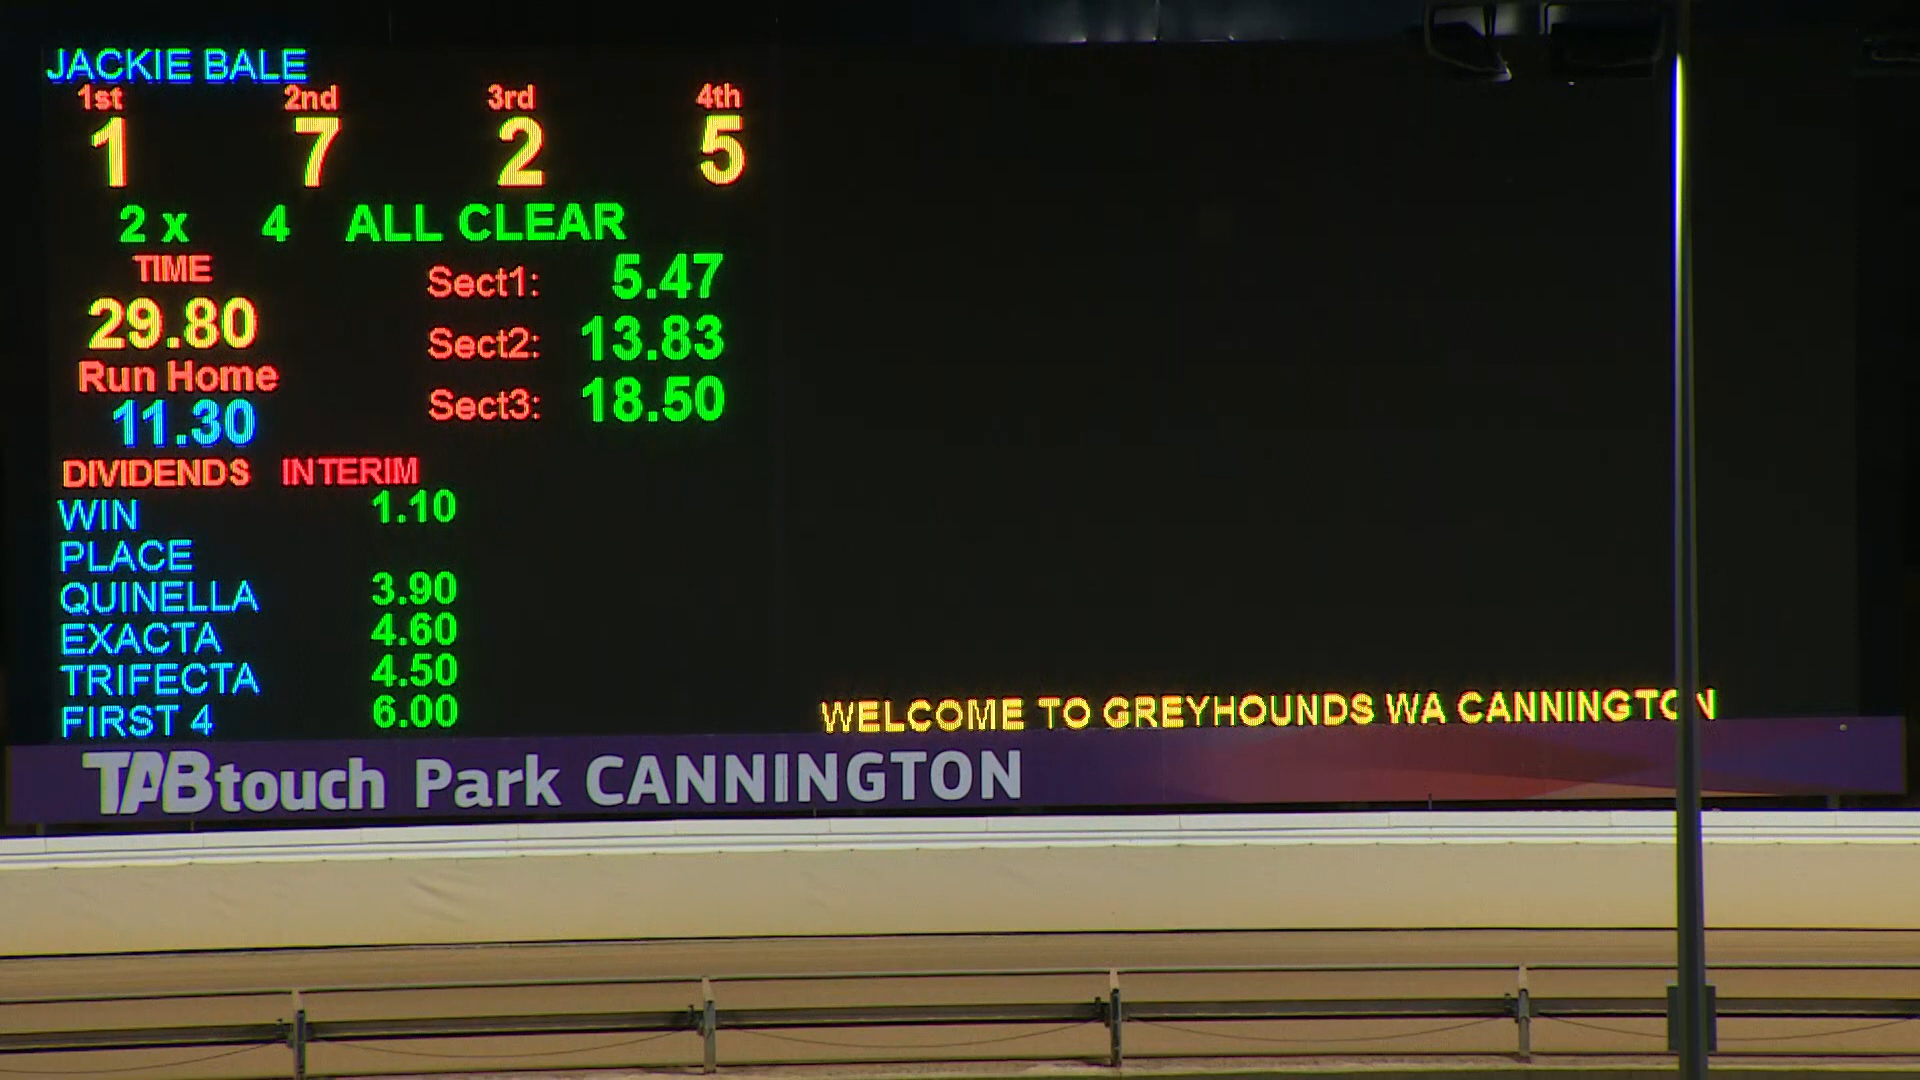 JACKIE BALE
1st 2nd 3rd 4th
1 7 2 5
2 x 4 ALL CLEAR
TIME
Sect1: 5.47
29.80
Sect2: 13.83
Run Home
Sect3: 18.50
11.30
DIVIDENDS INTERIM
WIN 1.10
PLACE
QUINELLA 3.90
EXACTA 4.60
TRIFECTA 4.50
FIRST 4 6.00
WELCOME TO GREYHOUNDS WA CANNINGTON
TABtouch Park CANNINGTON